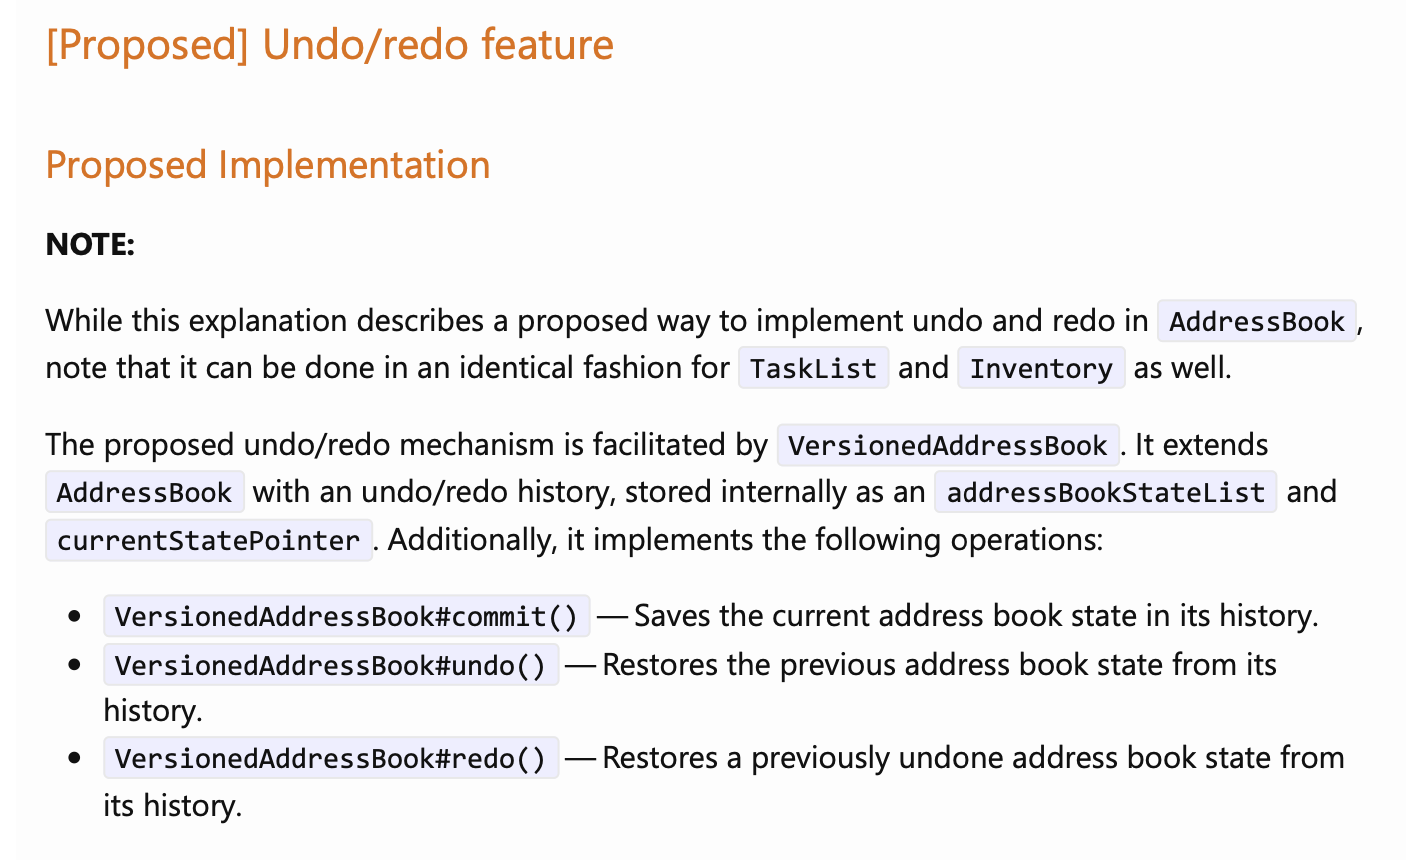 [Proposed] Undo/redo feature
Proposed Implementation
NOTE:
While this explanation describes a proposed way to implement undo and redo in AddressBook,
note that it can be done in an identical fashion for TaskList and Inventory as well.
The proposed undo/redo mechanism is facilitated by VersionedAddressBook. It extends
AddressBook with an undo/redo history, stored internally as an addressBookStateList and
currentStatePointer. Additionally, it implements the following operations:
• VersionedAddressBook#commit() — Saves the current address book state in its history.
• VersionedAddressBook#undo() — Restores the previous address book state from its
history.
• VersionedAddressBook#redo() — Restores a previously undone address book state from
its history.